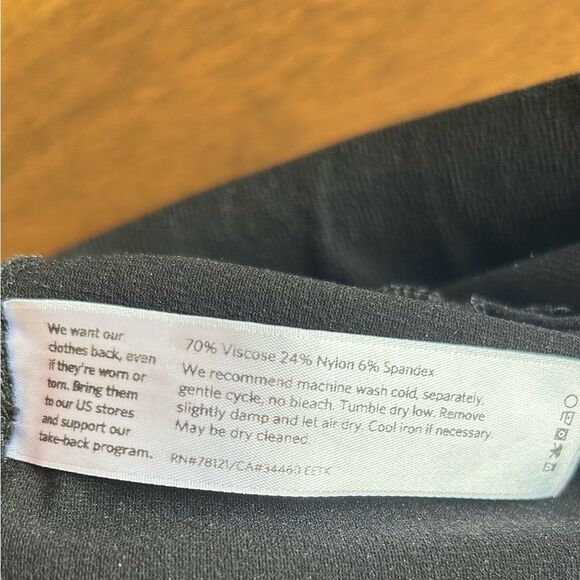 We want our
clothes back, even
if they're worn or
torn. Bring them
to our US stores
and support our
take-back program.
70% Viscose 24% Nylon 6% Spandex
We recommend machine wash cold, separately,
gentle cycle, no bleach. Tumble dry low. Remove
slightly damp and let air dry. Cool iron if necessary.
May be dry cleaned.
RN#78121/CA#34460 EETK